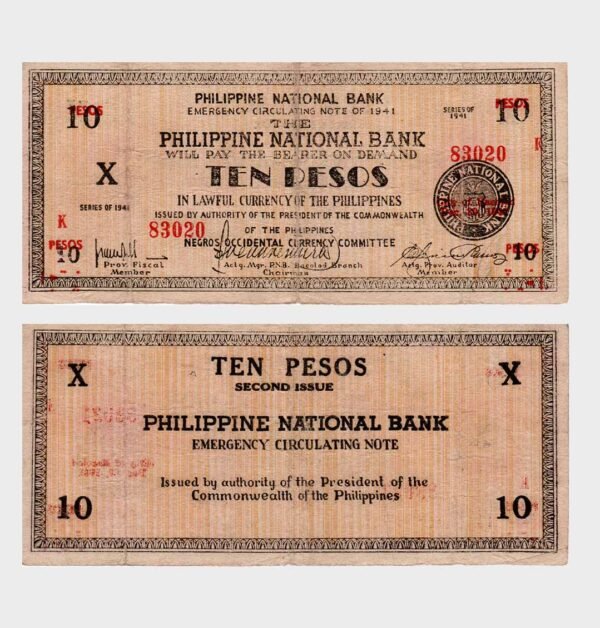 PHILIPPINE NATIONAL BANK
EMERGENCY CIRCULATING NOTE OF 1941
SERIES OF 1941
PESOS 10
PESOS 10
THE
PHILIPPINE NATIONAL BANK
WILL PAY THE BEARER ON DEMAND
K
83020
X
TEN PESOS
IN LAWFUL CURRENCY OF THE PHILIPPINES
SERIES OF 1941
ISSUED BY AUTHORITY OF THE PRESIDENT OF THE COMMONWEALTH
OF THE PHILIPPINES
K
83020
PHILIPPINE NATIONAL BANK
NEGROS OCCIDENTAL CURRENCY COMMITTEE
PESOS 10
PESOS 10
Prov. Fiscal
Member
Actg. Mgr. P.N.B. Bacolod Branch
Chairman
Actg. Prov. Auditor
Member
X
TEN PESOS
X
SECOND ISSUE
PHILIPPINE NATIONAL BANK
EMERGENCY CIRCULATING NOTE
Issued by authority of the President of the
Commonwealth of the Philippines
10
10